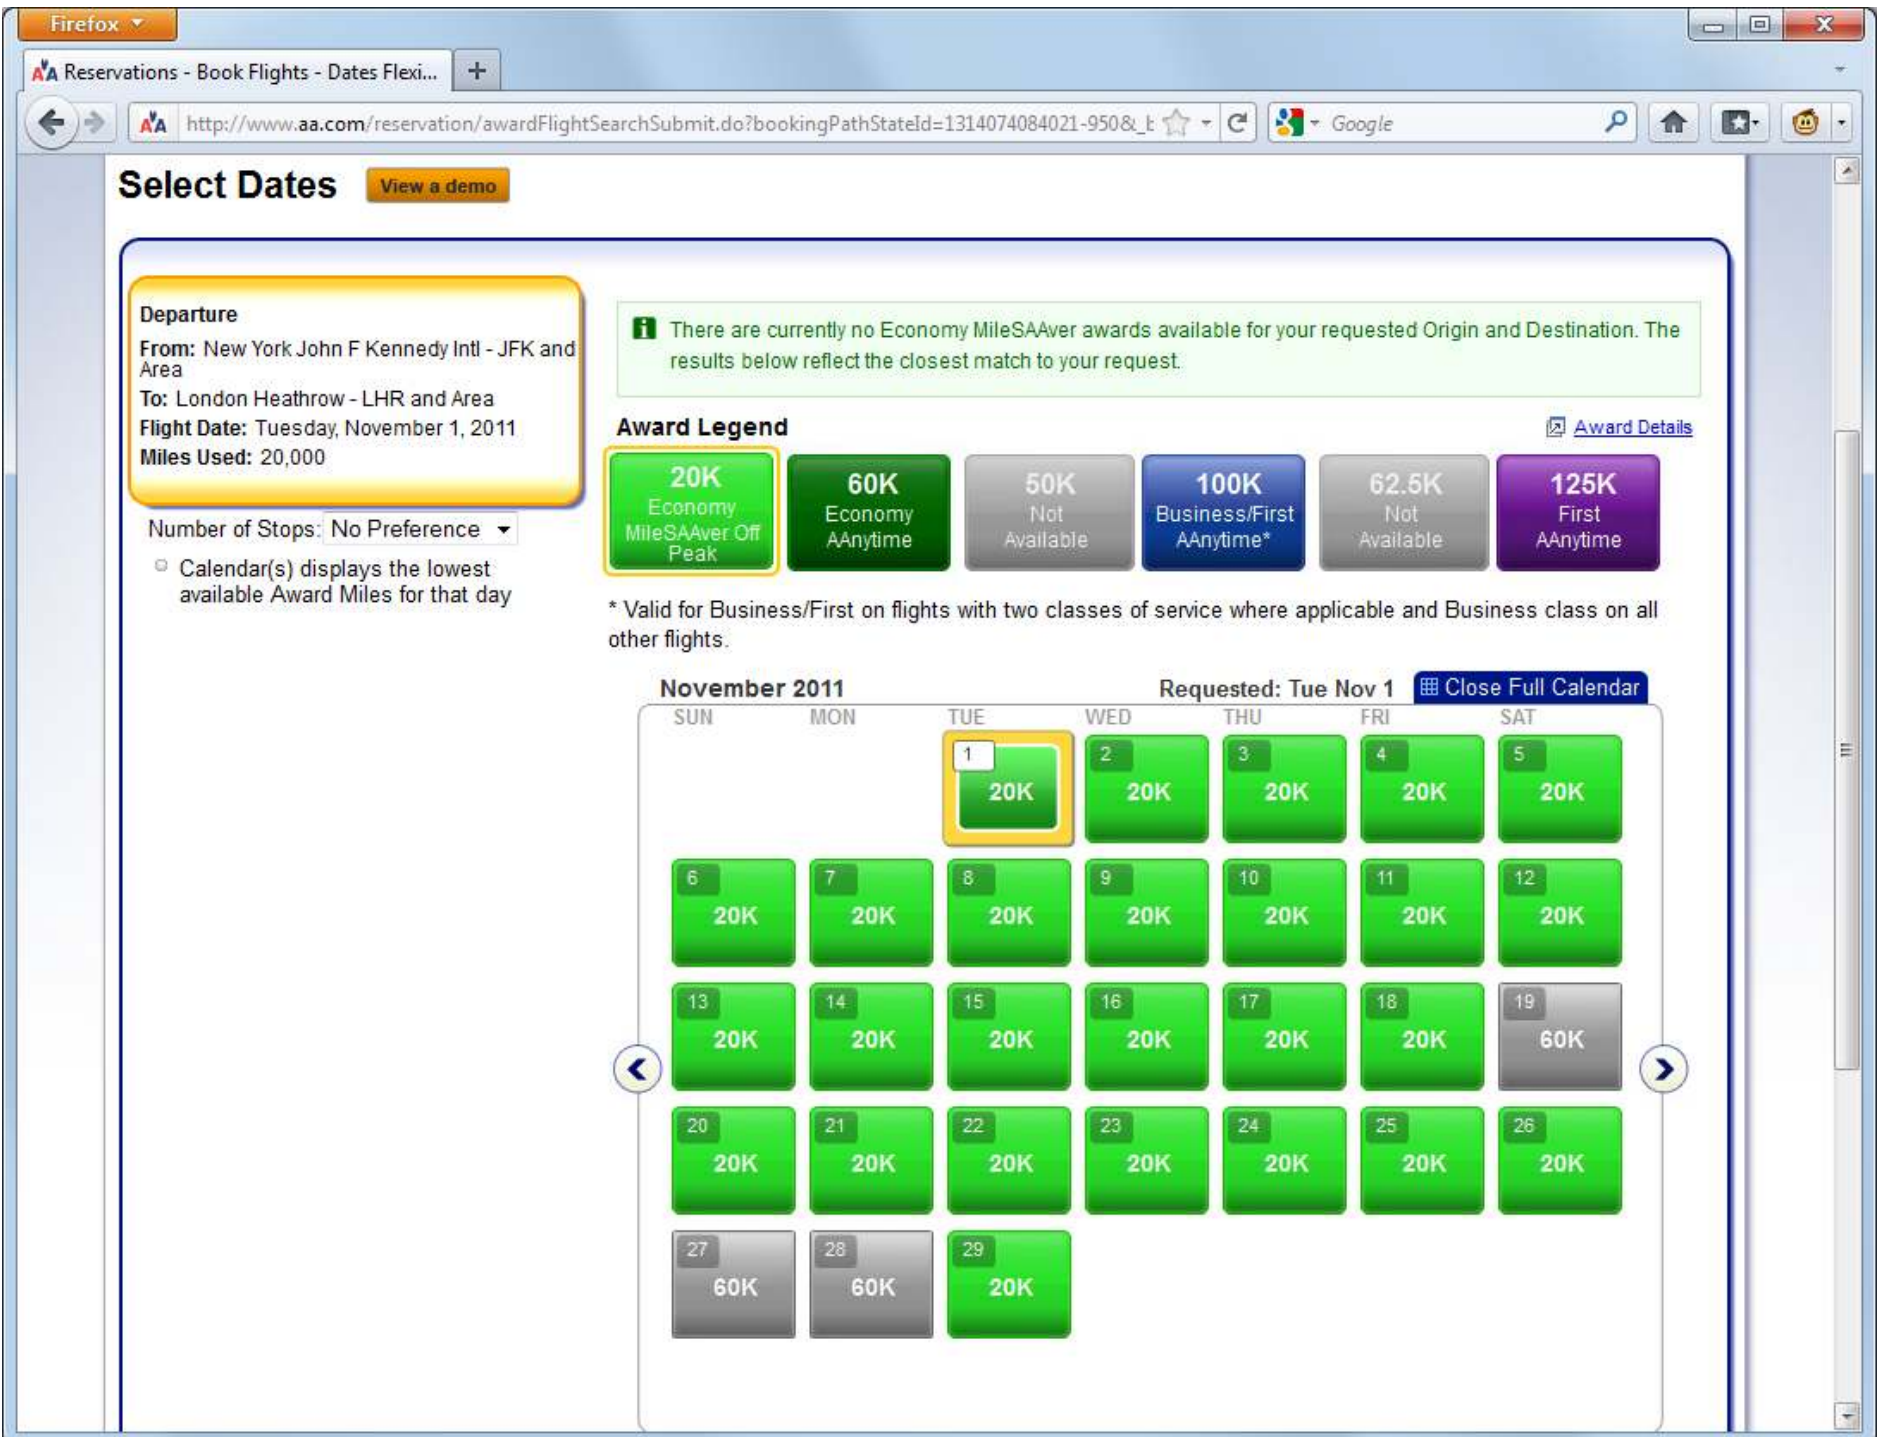 Firefox
AA Reservations - Book Flights - Dates Flexi...
http://www.aa.com/reservation/awardFlightSearchSubmit.do?bookingPathStateId=1314074084021-950&_t
Google
Select Dates
View a demo
Departure
From: New York John F Kennedy Intl - JFK and
Area
To: London Heathrow - LHR and Area
Flight Date: Tuesday, November 1, 2011
Miles Used: 20,000
Number of Stops: No Preference
Calendar(s) displays the lowest
available Award Miles for that day
There are currently no Economy MileSAAver awards available for your requested Origin and Destination. The
results below reflect the closest match to your request.
Award Legend
Award Details
20K
Economy
MileSAAver Off
Peak
60K
Economy
AAnytime
50K
Not
Available
100K
Business/First
AAnytime*
62.5K
Not
Available
125K
First
AAnytime
* Valid for Business/First on flights with two classes of service where applicable and Business class on all
other flights.
November 2011
Requested: Tue Nov 1
Close Full Calendar
SUN MON TUE WED THU FRI SAT
1 2 3 4 5
20K 20K 20K 20K 20K
6 7 8 9 10 11 12
20K 20K 20K 20K 20K 20K 20K
13 14 15 16 17 18 19
20K 20K 20K 20K 20K 20K 60K
20 21 22 23 24 25 26
20K 20K 20K 20K 20K 20K 20K
27 28 29
60K 60K 20K